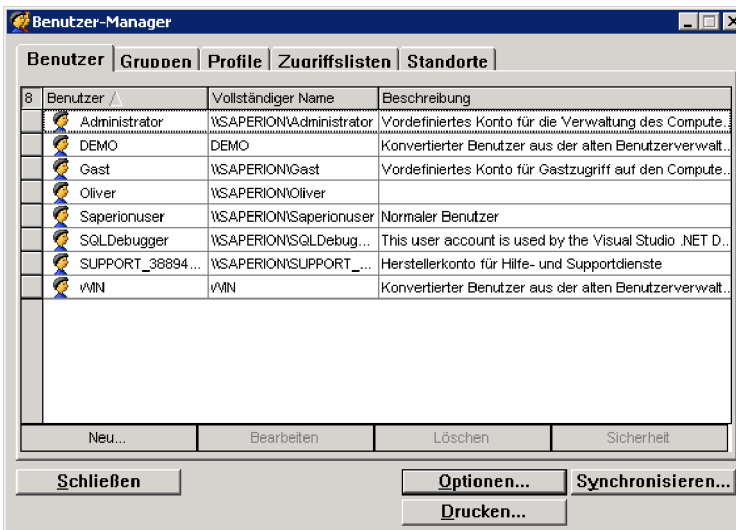 Benutzer-Manager
Benutzer Gruppen Profile Zugriffslisten Standorte
8 Benutzer Vollständiger Name Beschreibung
Administrator \\SAPERION\Administrator Vordefiniertes Konto für die Verwaltung des Compute..
DEMO DEMO Konvertierter Benutzer aus der alten Benutzerverwalt..
Gast \\SAPERION\Gast Vordefiniertes Konto für Gastzugriff auf den Compute..
Oliver \\SAPERION\Oliver
Saperionuser \\SAPERION\Saperionuser Normaler Benutzer
SQLDebugger \\SAPERION\SQLDebug... This user account is used by the Visual Studio .NET D..
SUPPORT_38894... \\SAPERION\SUPPORT_... Herstellerkonto für Hilfe- und Supportdienste
WIN WIN Konvertierter Benutzer aus der alten Benutzerverwalt..
Neu... Bearbeiten Löschen Sicherheit
Schließen Optionen... Synchronisieren...
Drucken...